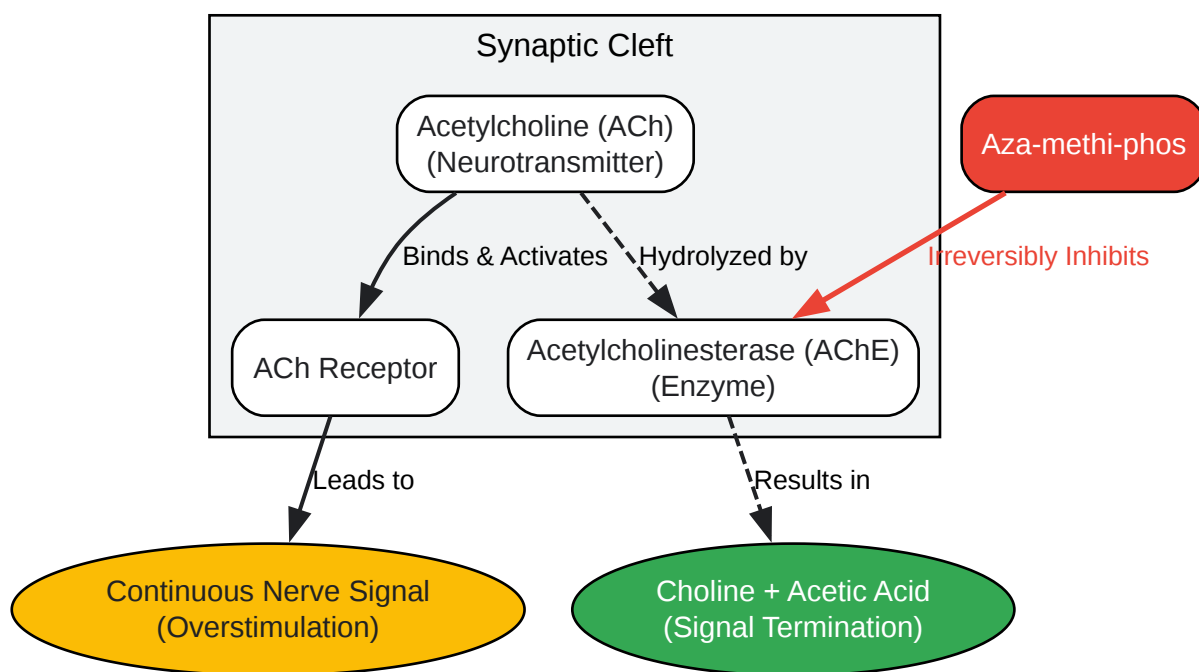 Synaptic Cleft
Acetylcholine (ACh)
(Neurotransmitter)
Aza-methi-phos
Binds & Activates
Hydrolyzed by
Irreversibly Inhibits
ACh Receptor
Acetylcholinesterase (AChE)
(Enzyme)
Leads to
Results in
Continuous Nerve Signal
(Overstimulation)
Choline + Acetic Acid
(Signal Termination)